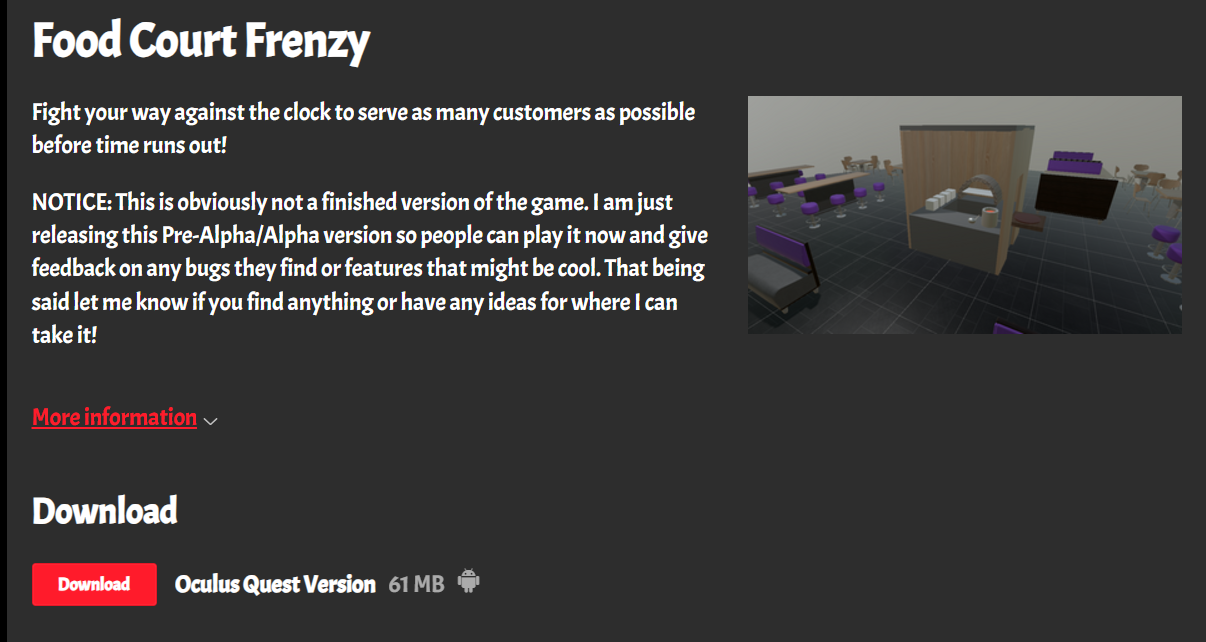 Food Court Frenzy
Fight your way against the clock to serve as many customers as possible
before time runs out!
NOTICE: This is obviously not a finished version of the game. I am just
releasing this Pre-Alpha/Alpha version so people can play it now and give
feedback on any bugs they find or features that might be cool. That being
said let me know if you find anything or have any ideas for where I can
take it!
More information
Download
Download Oculus Quest Version 61 MB